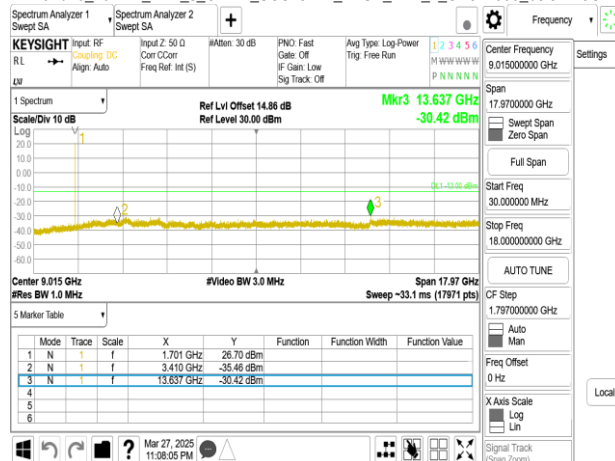 Spectrum Analyzer 1
Swept SA
Spectrum Analyzer 2
Swept SA
+
Frequency
Settings
KEYSIGHT
RL
Input: RF
Coupling: DC
Align: Auto
Input Z: 50 Ω
Corr CCorr
Freq Ref: Int (S)
#Atten: 30 dB
PNO: Fast
Gate: Off
IF Gain: Low
Sig Track: Off
Avg Type: Log-Power
Trig: Free Run
1 2 3 4 5 6
M W W W W W
P N N N N N
1 Spectrum
Scale/Div 10 dB
Log
Ref Lvl Offset 14.86 dB
Ref Level 30.00 dBm
Mkr3 13.637 GHz
-30.42 dBm
20.0
10.0
0.00
-10.0
-20.0
-30.0
-40.0
-50.0
-60.0
1
2
3
DL1 -13.00 dBm
Center 9.015 GHz
#Res BW 1.0 MHz
#Video BW 3.0 MHz
Span 17.97 GHz
Sweep ~33.1 ms (17971 pts)
5 Marker Table
Mode Trace Scale X Y Function Function Width Function Value
1 N 1 f 1.701 GHz 26.70 dBm
2 N 1 f 3.410 GHz -35.46 dBm
3 N 1 f 13.637 GHz -30.42 dBm
4
5
6
Mar 27, 2025
11:08:05 PM
Center Frequency
9.015000000 GHz
Span
17.9700000 GHz
Swept Span
Zero Span
Full Span
Start Freq
30.000000 MHz
Stop Freq
18.000000000 GHz
AUTO TUNE
CF Step
1.797000000 GHz
Auto
Man
Freq Offset
0 Hz
X Axis Scale
Log
Lin
Signal Track
(Span Zoom)
Local